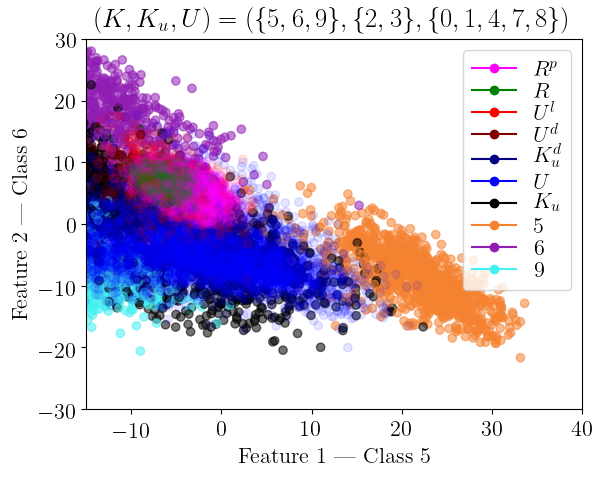 (K, K_u, U) = ({5, 6, 9}, {2, 3}, {0, 1, 4, 7, 8})
30
20
10
0
−10
−20
−30
Feature 2 — Class 6
R^p
R
U^l
U^d
K_u^d
U
K_u
5
6
9
−10
0
10
20
30
40
Feature 1 — Class 5